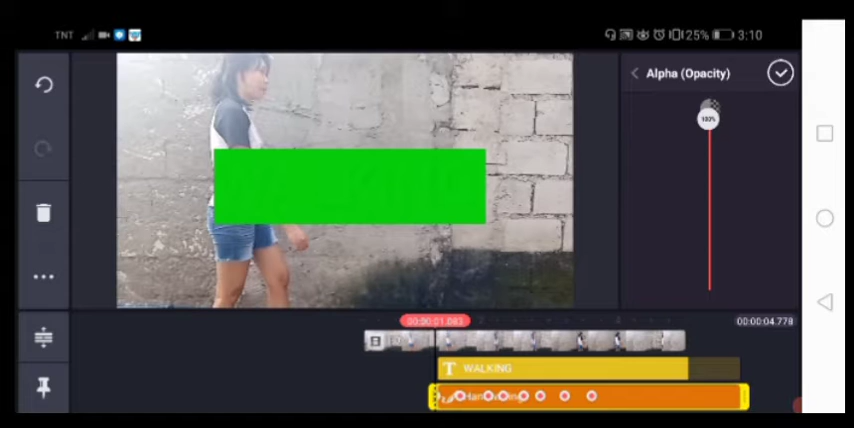 TNT 25% 3:10
Alpha (Opacity)
100%
00:00:01.083
00:00:04.778
T WALKING